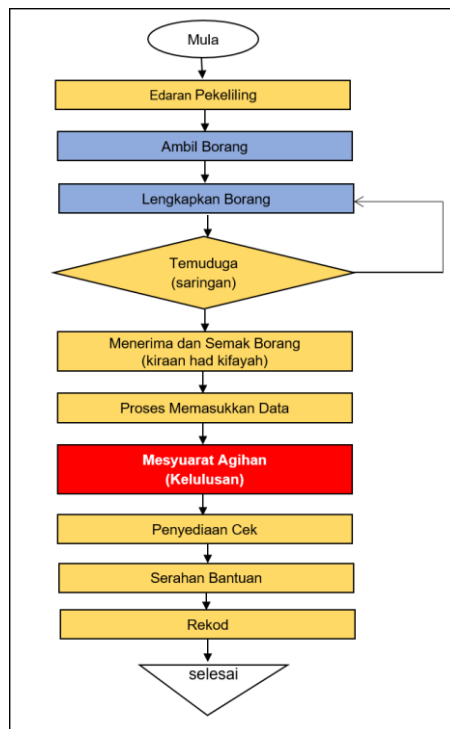 Mula
Edaran Pekeliling
Ambil Borang
Lengkapkan Borang
Temuduga
(saringan)
Menerima dan Semak Borang
(kiraan had kifayah)
Proses Memasukkan Data
Mesyuarat Agihan
(Kelulusan)
Penyediaan Cek
Serahan Bantuan
Rekod
selesai